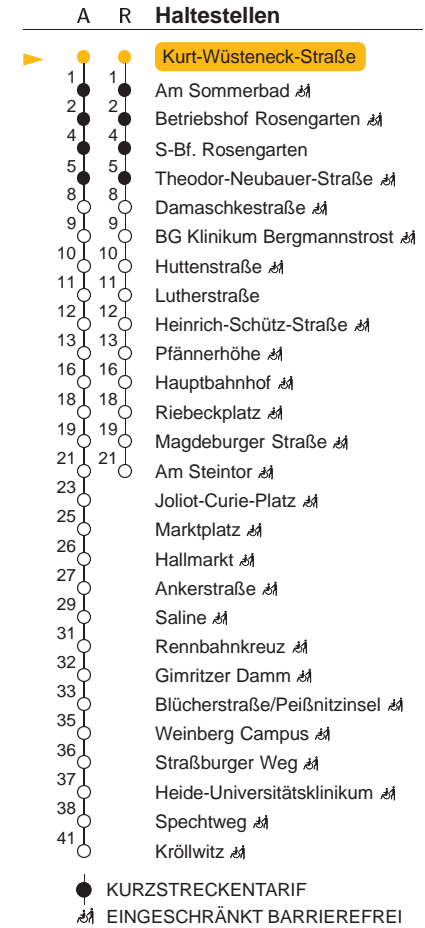 A R Haltestellen
Kurt-Wüsteneck-Straße
1 1 Am Sommerbad
2 2 Betriebshof Rosengarten
4 4 S-Bf. Rosengarten
5 5 Theodor-Neubauer-Straße
8 8 Damaschkestraße
9 9 BG Klinikum Bergmannstrost
10 10 Huttenstraße
11 11 Lutherstraße
12 12 Heinrich-Schütz-Straße
13 13 Pfännerhöhe
16 16 Hauptbahnhof
18 18 Riebeckplatz
19 19 Magdeburger Straße
21 21 Am Steintor
23 Joliot-Curie-Platz
25 Marktplatz
26 Hallmarkt
27 Ankerstraße
29 Saline
31 Rennbahnkreuz
32 Gimritzer Damm
33 Blücherstraße/Peißnitzinsel
35 Weinberg Campus
36 Straßburger Weg
37 Heide-Universitätsklinikum
38 Spechtweg
41 Kröllwitz
KURZSTRECKENTARIF
EINGESCHRÄNKT BARRIEREFREI